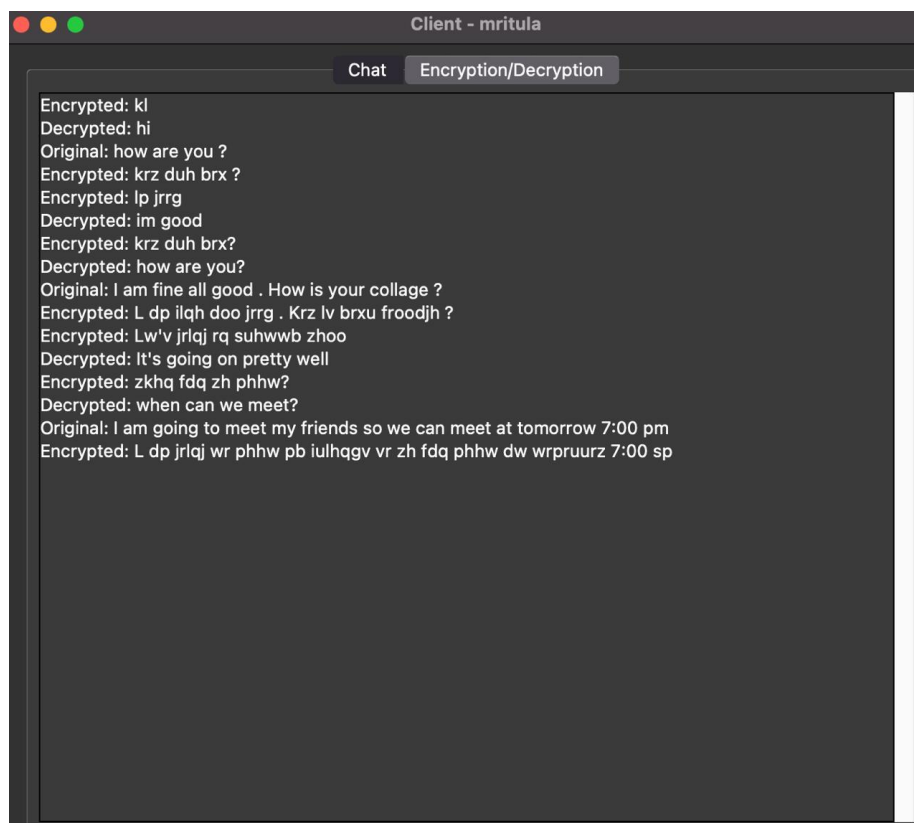 Client - mritula
Chat Encryption/Decryption
Encrypted: kl
Decrypted: hi
Original: how are you ?
Encrypted: krz duh brx ?
Encrypted: lp jrrg
Decrypted: im good
Encrypted: krz duh brx?
Decrypted: how are you?
Original: I am fine all good . How is your collage ?
Encrypted: L dp ilqh doo jrrg . Krz lv brxu froodjh ?
Encrypted: Lw'v jrlqj rq suhwwb zhoo
Decrypted: It's going on pretty well
Encrypted: zkhq fdq zh phhw?
Decrypted: when can we meet?
Original: I am going to meet my friends so we can meet at tomorrow 7:00 pm
Encrypted: L dp jrlqj wr phhw pb iulhqgv vr zh fdq phhw dw wrpruurz 7:00 sp